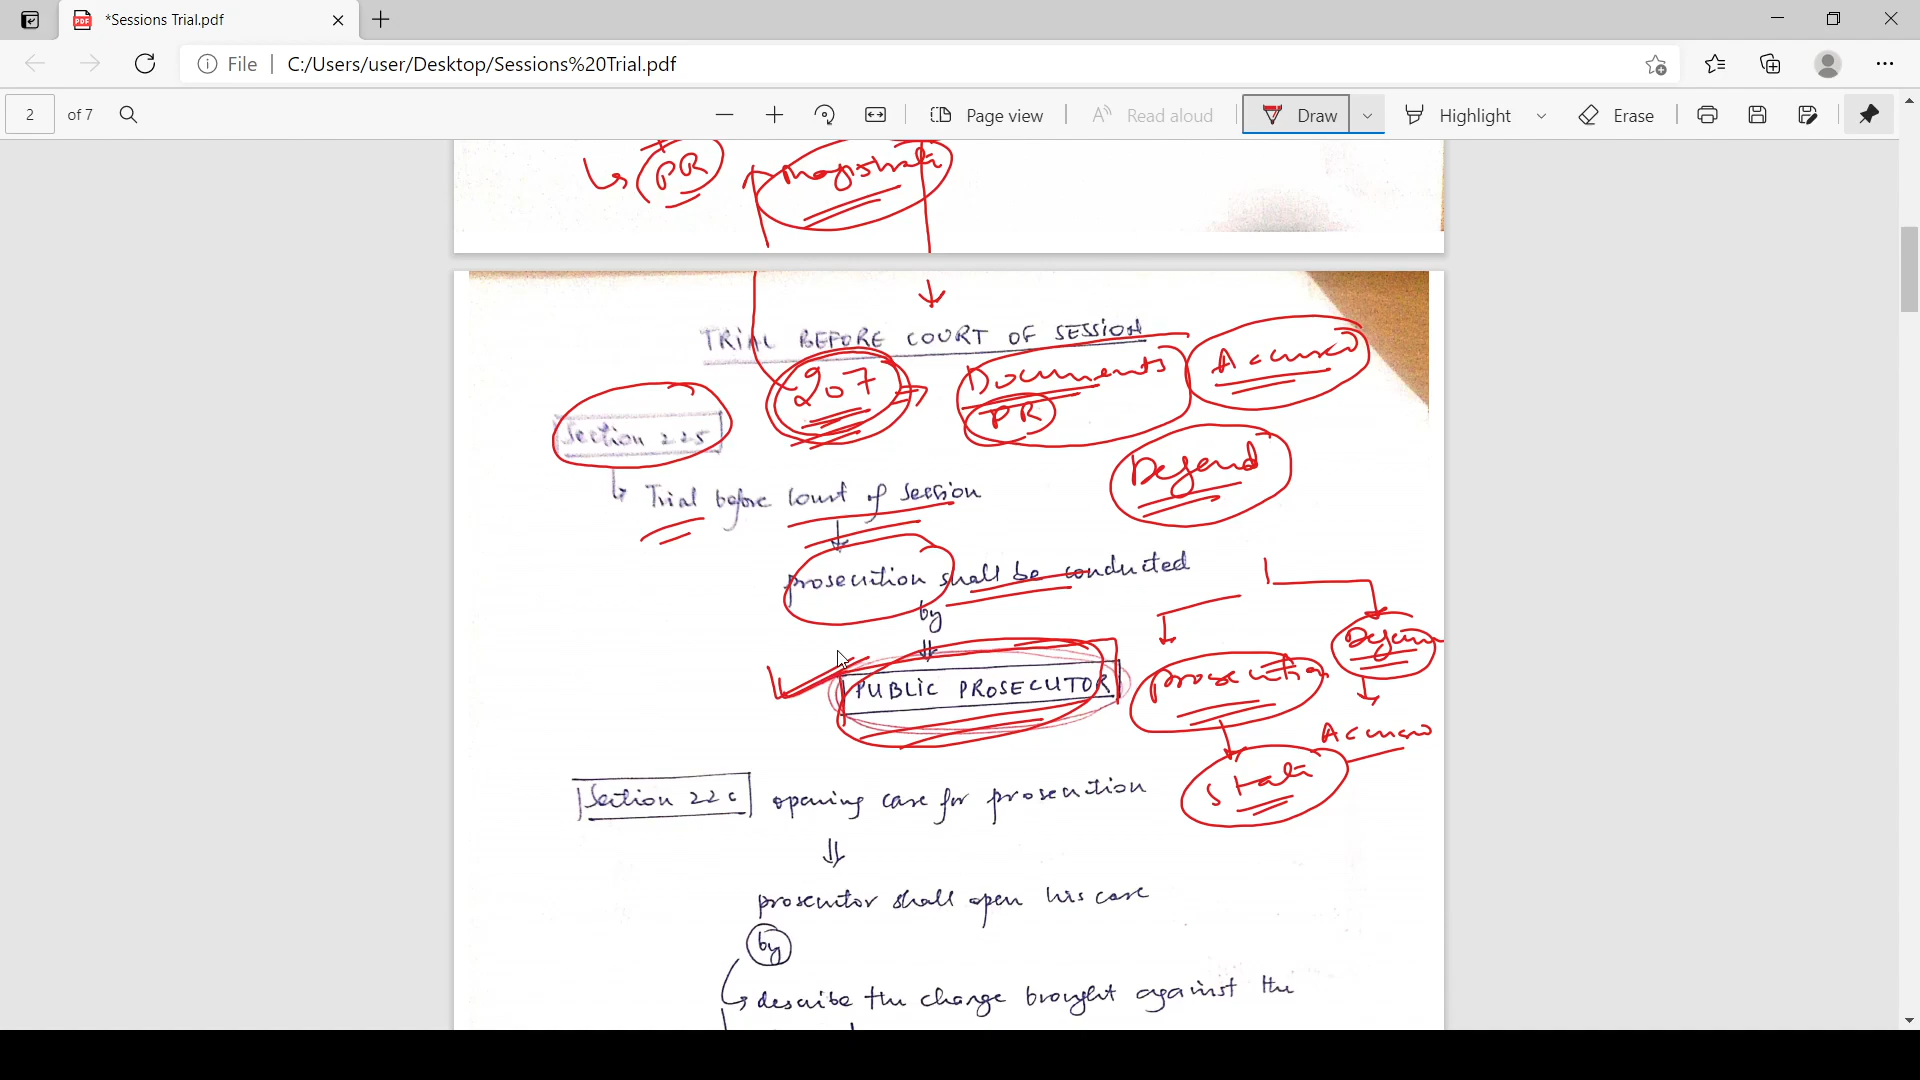 *Sessions Trial.pdf
File
C:/Users/user/Desktop/Sessions%20Trial.pdf
2 of 7
Page view
Read aloud
Draw
Highlight
Erase
PR
Magistrate
TRIAL BEFORE COURT OF SESSION
207
Documents
Accused
PR
Section 225
Defend
Trial before Court of session
prosecution shall be conducted
by
PUBLIC PROSECUTOR
prosecution
State
Section 226 opening case for prosecution
prosecutor shall open his case
by
describe the charge brought against the